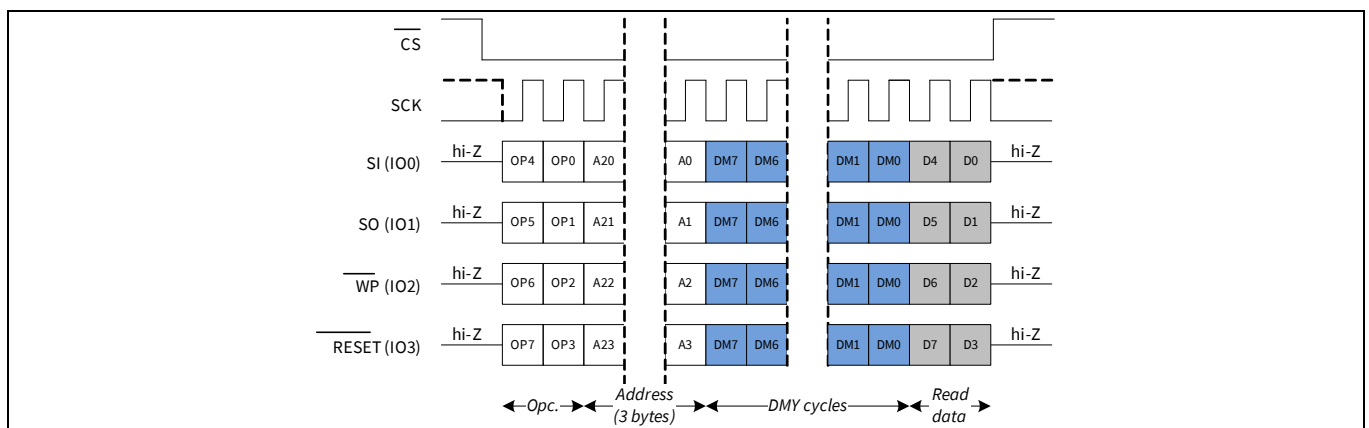 CS
SCK
SI (IO0) hi-Z OP4 OP0 A20 A0 DM7 DM6 DM1 DM0 D4 D0 hi-Z
SO (IO1) hi-Z OP5 OP1 A21 A1 DM7 DM6 DM1 DM0 D5 D1 hi-Z
WP (IO2) hi-Z OP6 OP2 A22 A2 DM7 DM6 DM1 DM0 D6 D2 hi-Z
RESET (IO3) hi-Z OP7 OP3 A23 A3 DM7 DM6 DM1 DM0 D7 D3 hi-Z
Opc. Address DMY cycles Read
(3 bytes) data